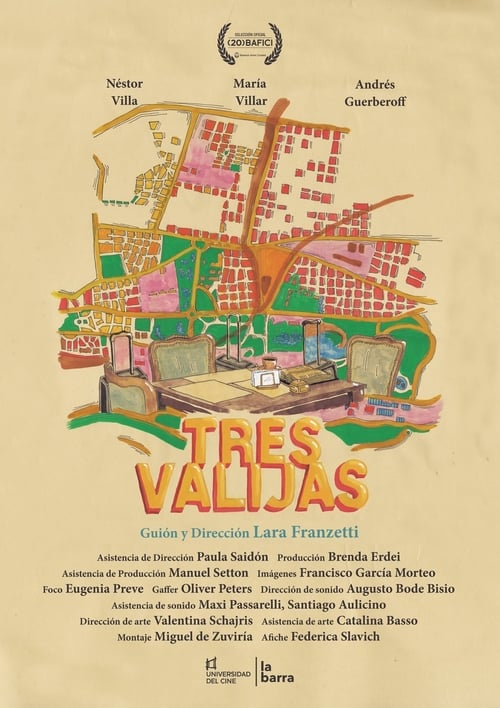 SELECCIÓN OFICIAL
(20)BAFICI
Néstor Villa
María Villar
Andrés Guerberoff
TRES
VALIJAS
Guión y Dirección Lara Franzetti
Asistencia de Dirección Paula Saidón Producción Brenda Erdei
Asistencia de Producción Manuel Setton Imágenes Francisco García Morteo
Foco Eugenia Preve Gaffer Oliver Peters Dirección de sonido Augusto Bode Bisio
Asistencia de sonido Maxi Passarelli, Santiago Aulicino
Dirección de arte Valentina Schajris Asistencia de arte Catalina Basso
Montaje Miguel de Zuviría Afiche Federica Slavich
UNIVERSIDAD
DEL CINE
la
barra